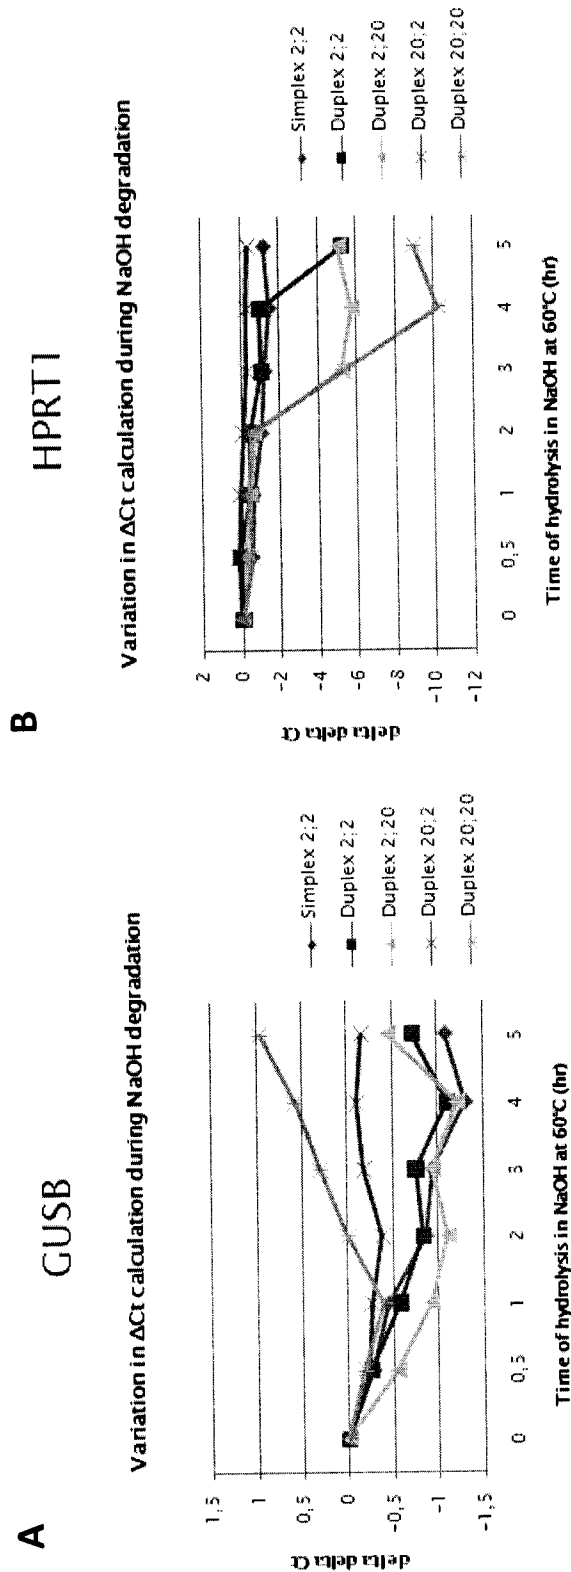 A
GUSB
Variation in ΔCt calculation during NaOH degradation
delta delta Ct
1,5
1
0,5
0
-0,5
-1
-1,5
0
0,5
1
2
3
4
5
Time of hydrolysis in NaOH at 60°C (hr)
Simplex 2;2
Duplex 2;2
Duplex 2;20
Duplex 20;2
Duplex 20;20
B
HPRT1
Variation in ΔCt calculation during NaOH degradation
delta delta Ct
2
0
-2
-4
-6
-8
-10
-12
0
0,5
1
2
3
4
5
Time of hydrolysis in NaOH at 60°C (hr)
Simplex 2;2
Duplex 2;2
Duplex 2;20
Duplex 20;2
Duplex 20;20